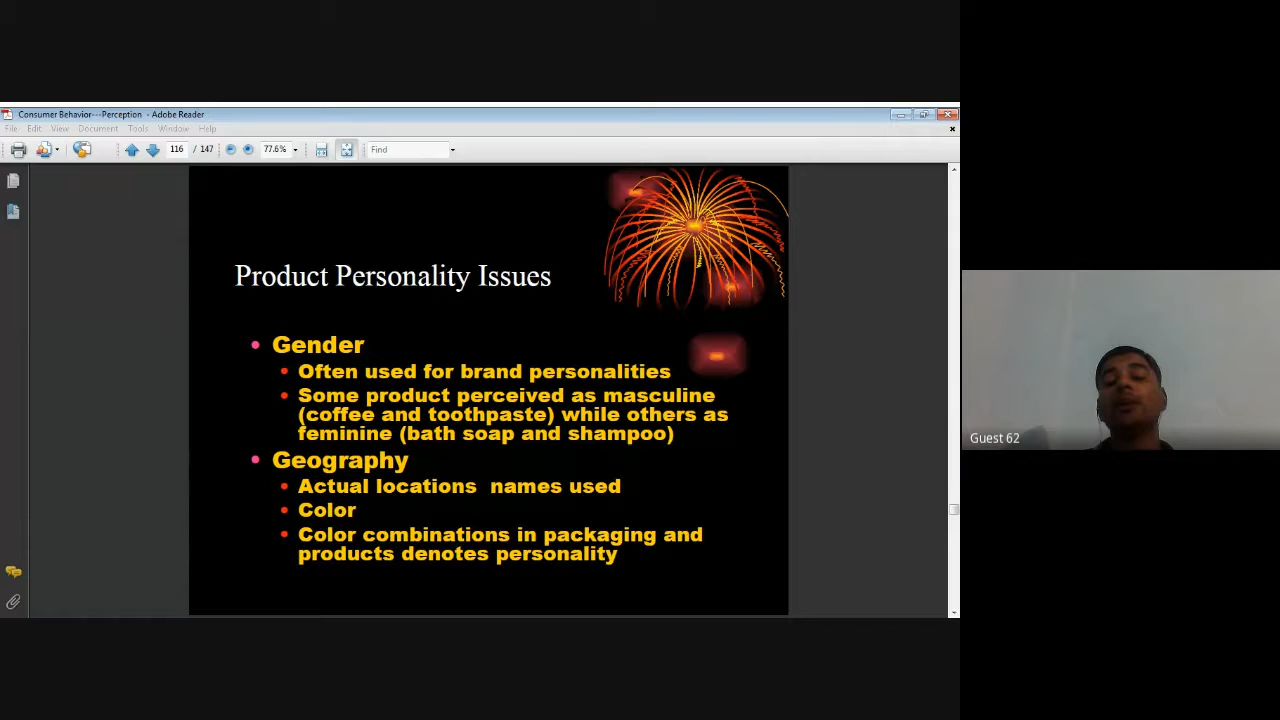 Consumer Behavior---Perception - Adobe Reader
File Edit View Document Tools Window Help
116 / 147 77.6% Find
Product Personality Issues
• Gender
• Often used for brand personalities
• Some product perceived as masculine
(coffee and toothpaste) while others as
feminine (bath soap and shampoo)
• Geography
• Actual locations names used
• Color
• Color combinations in packaging and
products denotes personality
Guest 62